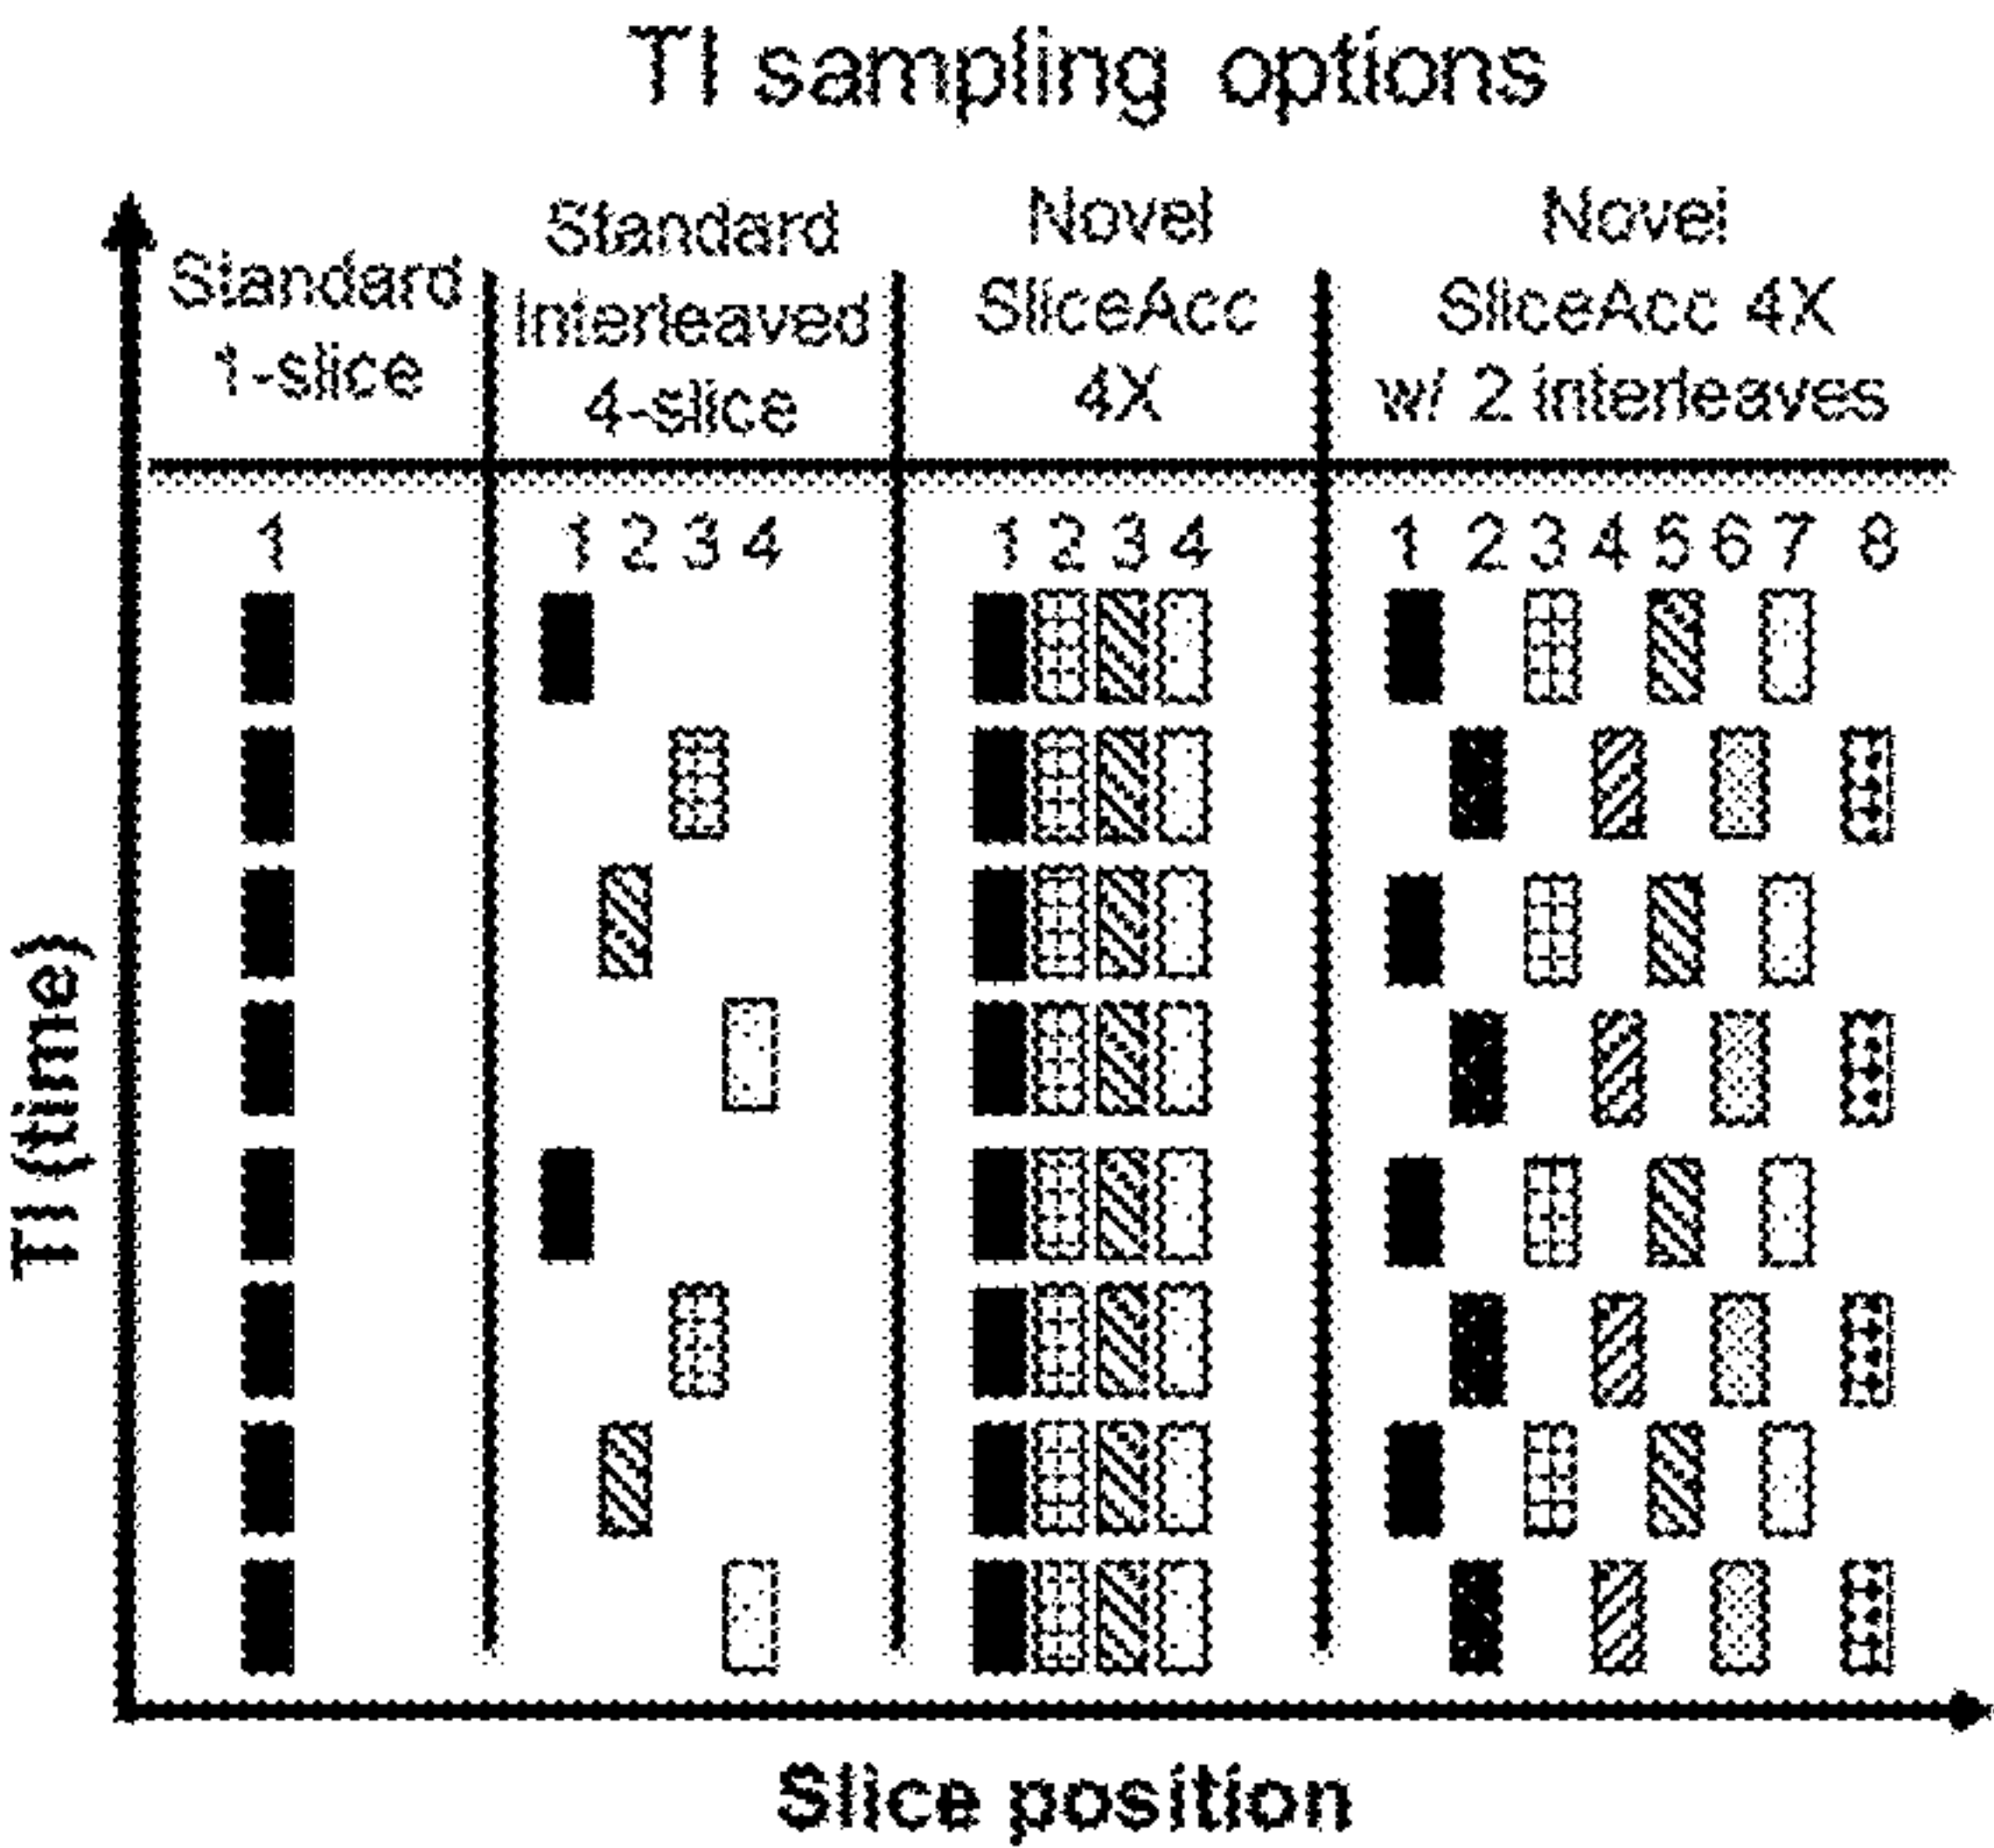 TI sampling options
Standard
1-slice
Standard
Interleaved
4-slice
Novel
SliceAcc
4X
Novel
SliceAcc 4X
w/ 2 interleaves
1
1 2 3 4
1 2 3 4
1 2 3 4 5 6 7 8
TI (time)
Slice position